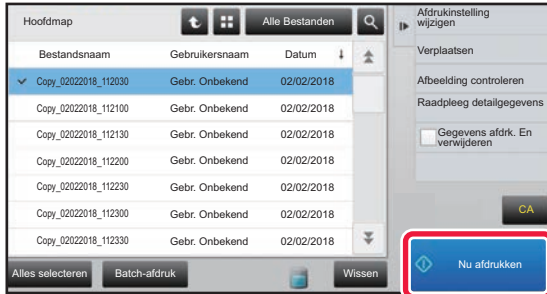 Hoofdmap
Alle Bestanden
Bestandsnaam Gebruikersnaam Datum
Copy_02022018_112030 Gebr. Onbekend 02/02/2018
Copy_02022018_112100 Gebr. Onbekend 02/02/2018
Copy_02022018_112130 Gebr. Onbekend 02/02/2018
Copy_02022018_112200 Gebr. Onbekend 02/02/2018
Copy_02022018_112230 Gebr. Onbekend 02/02/2018
Copy_02022018_112300 Gebr. Onbekend 02/02/2018
Copy_02022018_112330 Gebr. Onbekend 02/02/2018
Alles selecteren Batch-afdruk Wissen
Afdrukinstelling
wijzigen
Verplaatsen
Afbeelding controleren
Raadpleeg detailgegevens
Gegevens afdrk. En
verwijderen
CA
Nu afdrukken